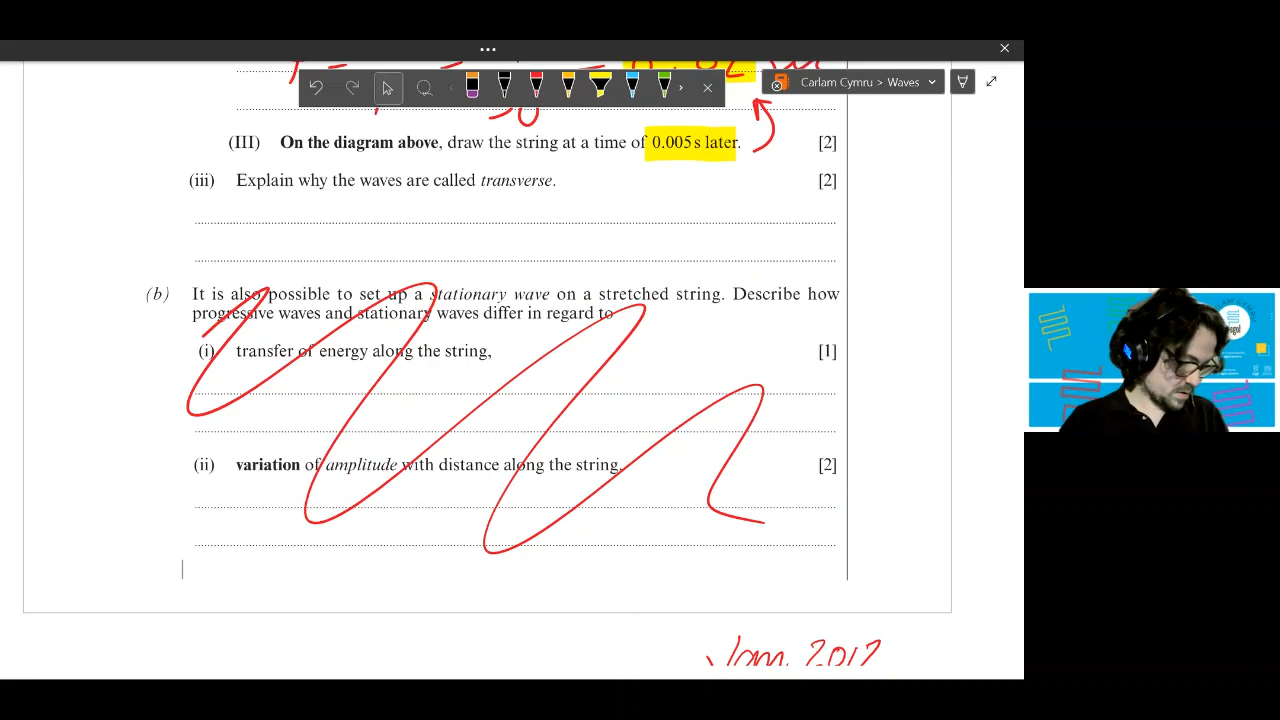 Carlam Cymru > Waves
(III) On the diagram above, draw the string at a time of 0.005 s later. [2]
(iii) Explain why the waves are called transverse. [2]
(b) It is also possible to set up a stationary wave on a stretched string. Describe how
progressive waves and stationary waves differ in regard to
(i) transfer of energy along the string, [1]
(ii) variation of amplitude with distance along the string, [2]
Jan 2012